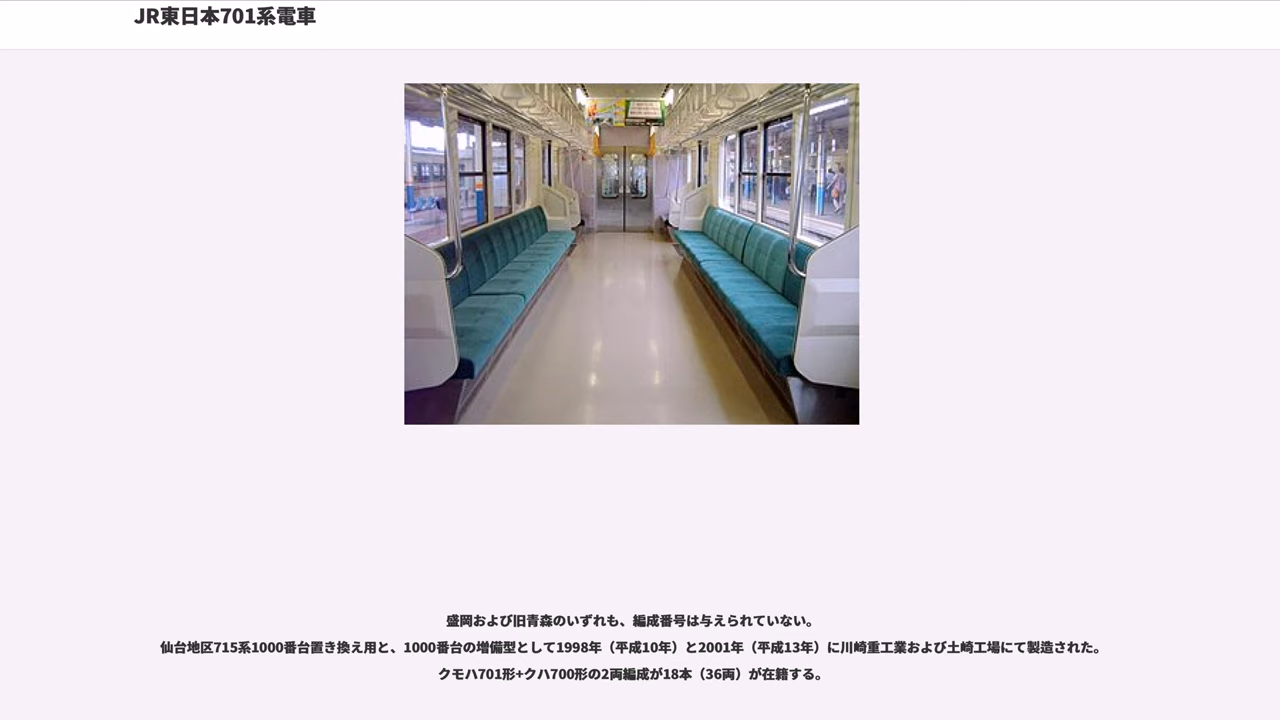 JR東日本701系電車
盛岡および旧青森のいずれも、編成番号は与えられていない。
仙台地区715系1000番台置き換え用と、1000番台の増備型として1998年（平成10年）と2001年（平成13年）に川崎重工業および土崎工場にて製造された。
クモハ701形+クハ700形の2両編成が18本（36両）が在籍する。